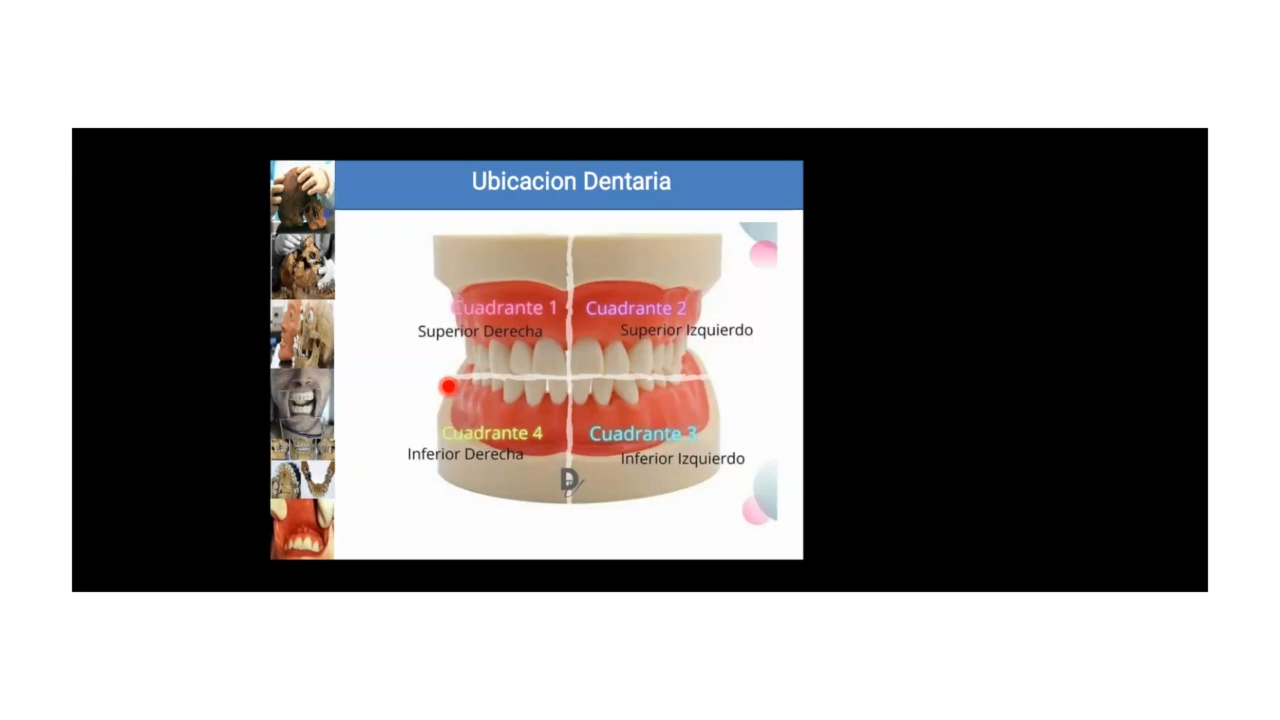 Ubicacion Dentaria
Cuadrante 1
Cuadrante 2
Superior Derecha
Superior Izquierdo
Cuadrante 4
Cuadrante 3
Inferior Derecha
Inferior Izquierdo
D